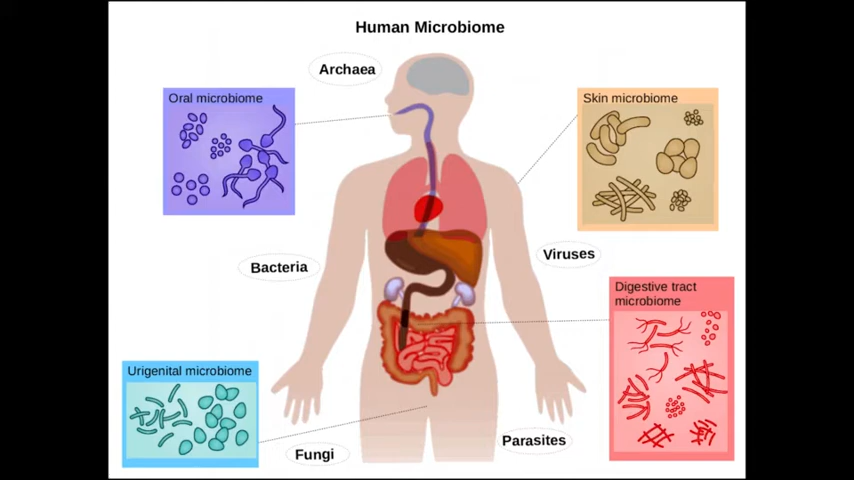 Human Microbiome
Archaea
Oral microbiome
Skin microbiome
Bacteria
Viruses
Digestive tract
microbiome
Urigenital microbiome
Fungi
Parasites